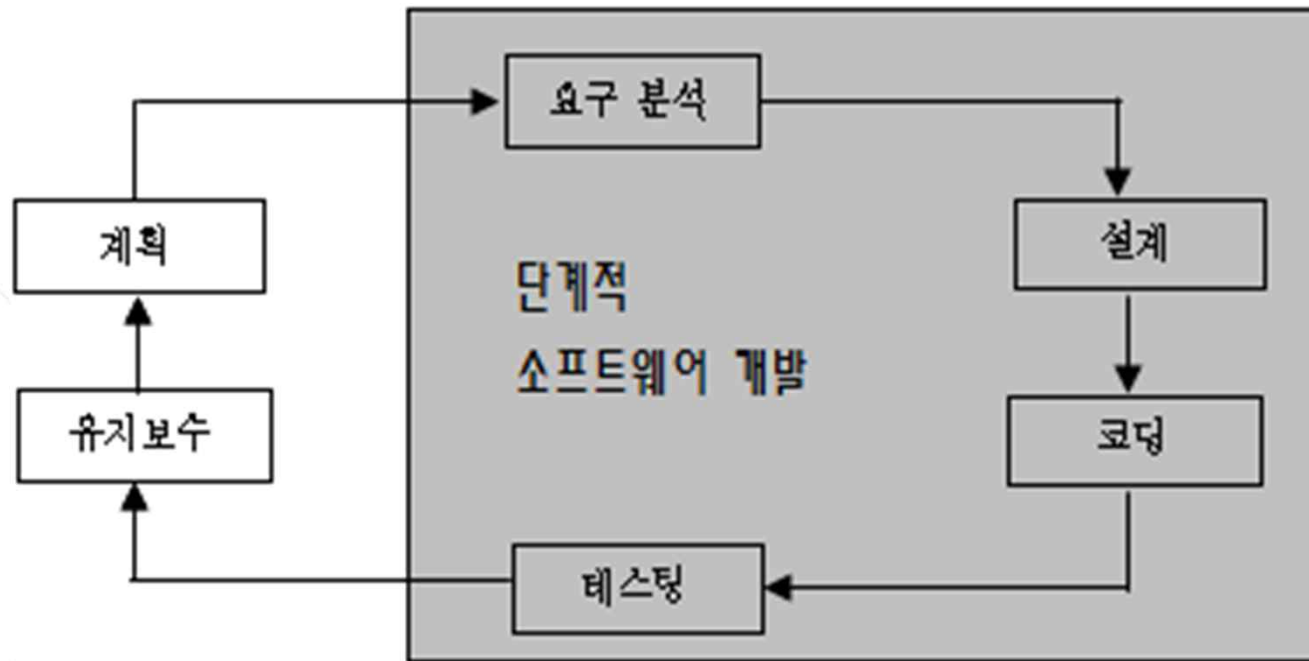 요구 분석
계획
설계
단계적
소프트웨어 개발
유지보수
코딩
테스팅